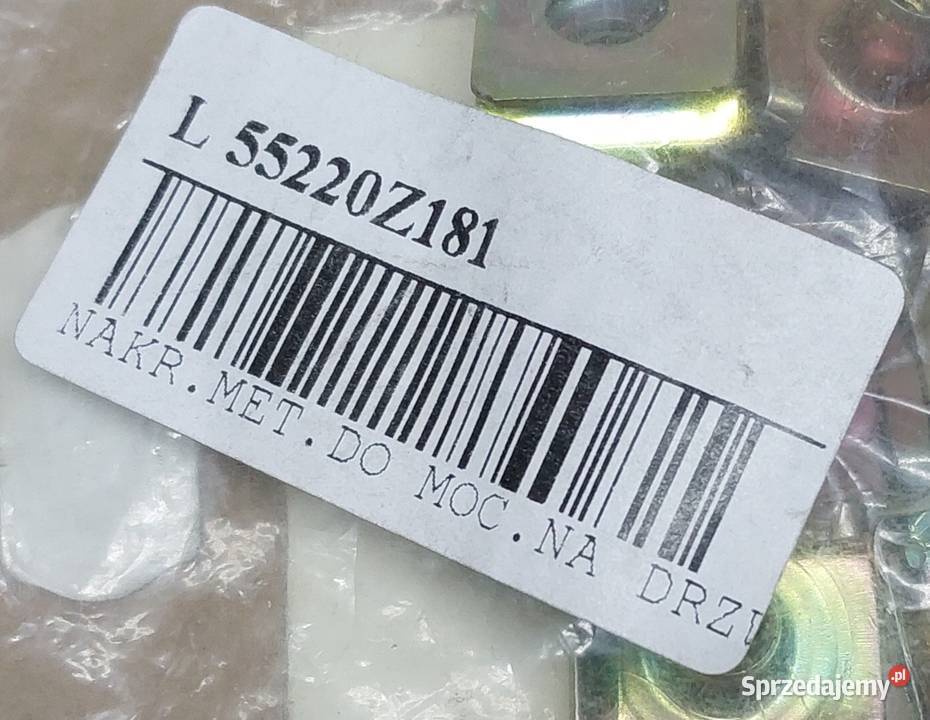 L 55220Z181
NAKR.MET.DO MOC.NA DRZ
Sprzedajemy.pl